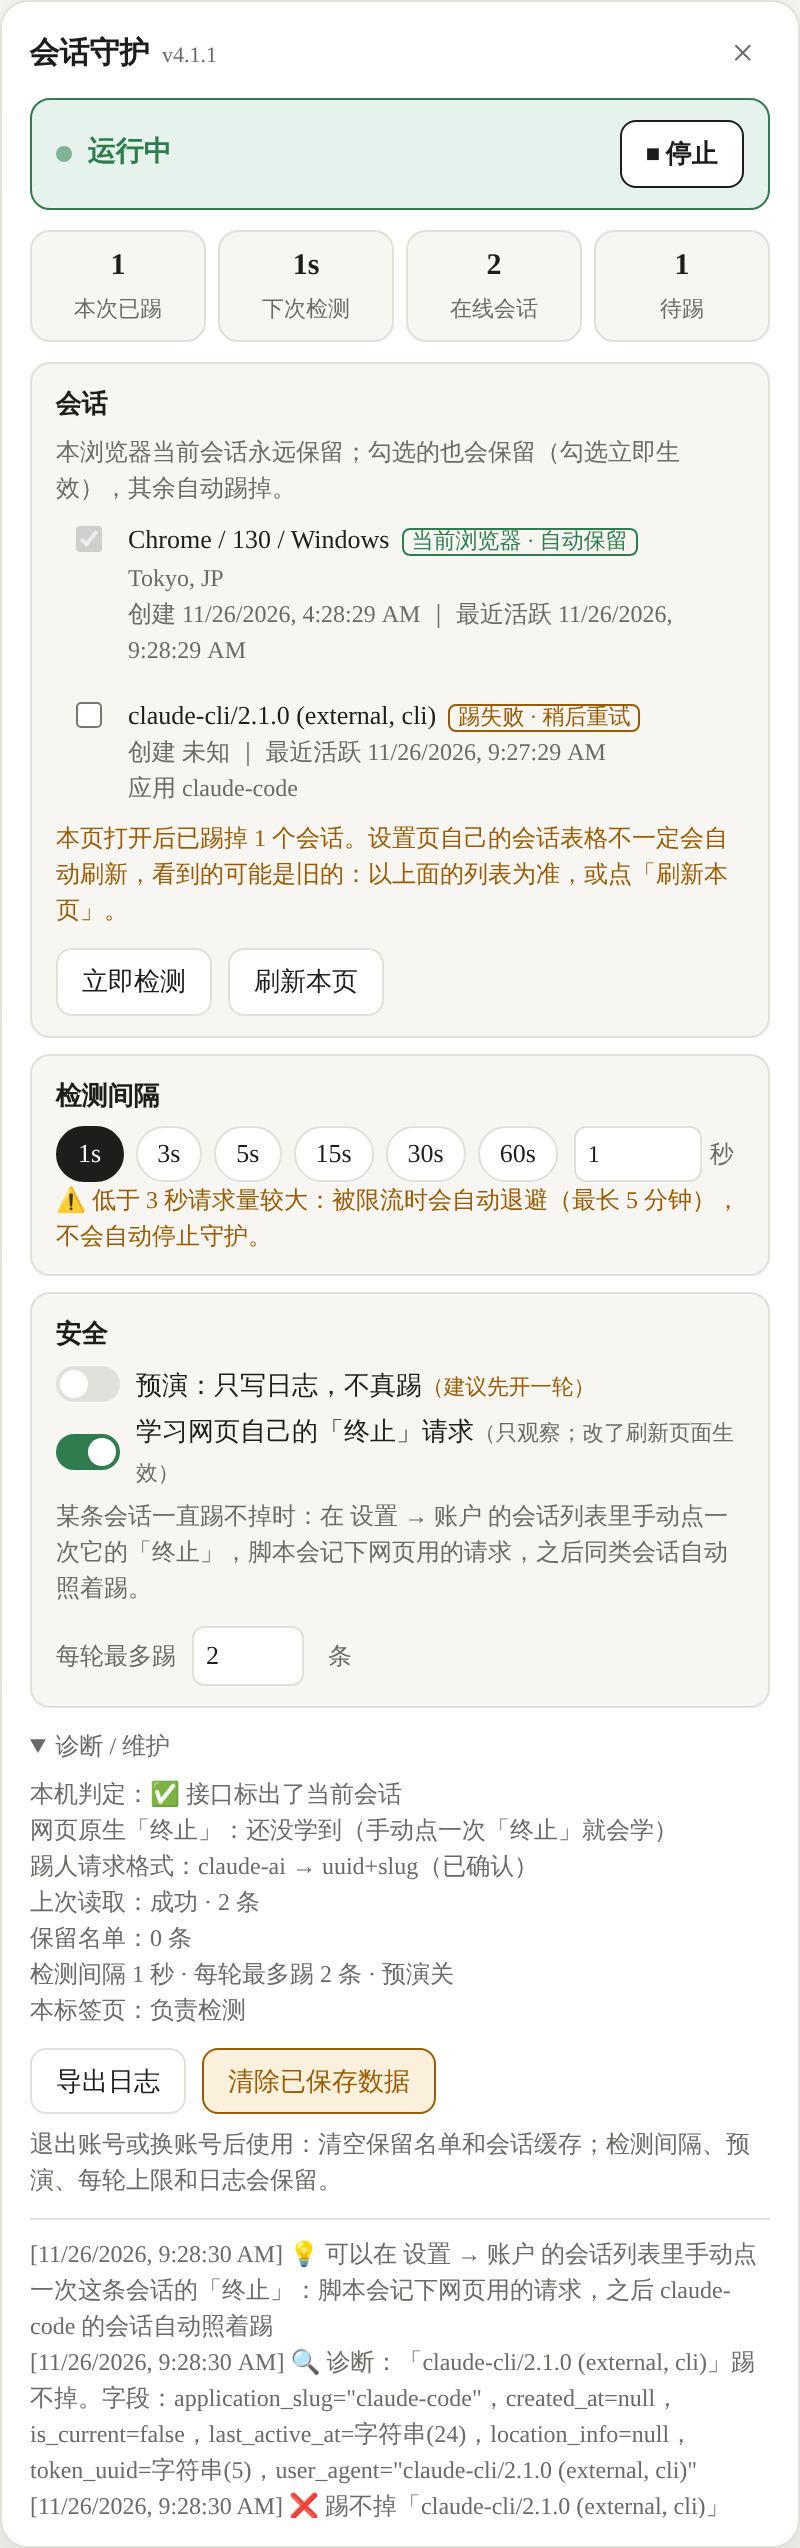 会话守护 v4.1.1 ×
运行中
■ 停止
1
本次已踢
1s
下次检测
2
在线会话
1
待踢
会话
本浏览器当前会话永远保留；勾选的也会保留（勾选立即生
效），其余自动踢掉。
Chrome / 130 / Windows 当前浏览器 · 自动保留
Tokyo, JP
创建 11/26/2026, 4:28:29 AM ｜ 最近活跃 11/26/2026,
9:28:29 AM
claude-cli/2.1.0 (external, cli) 踢失败 · 稍后重试
创建 未知 ｜ 最近活跃 11/26/2026, 9:27:29 AM
应用 claude-code
本页打开后已踢掉 1 个会话。设置页自己的会话表格不一定会自
动刷新，看到的可能是旧的：以上面的列表为准，或点「刷新本
页」。
立即检测
刷新本页
检测间隔
1s 3s 5s 15s 30s 60s 1 秒
⚠️ 低于 3 秒请求量较大：被限流时会自动退避（最长 5 分钟），
不会自动停止守护。
安全
预演：只写日志，不真踢（建议先开一轮）
学习网页自己的「终止」请求（只观察；改了刷新页面生
效）
某条会话一直踢不掉时：在 设置 → 账户 的会话列表里手动点一
次它的「终止」，脚本会记下网页用的请求，之后同类会话自动
照着踢。
每轮最多踢 2 条
▼ 诊断 / 维护
本机判定：✅ 接口标出了当前会话
网页原生「终止」：还没学到（手动点一次「终止」就会学）
踢人请求格式：claude-ai → uuid+slug（已确认）
上次读取：成功 · 2 条
保留名单：0 条
检测间隔 1 秒 · 每轮最多踢 2 条 · 预演关
本标签页：负责检测
导出日志
清除已保存数据
退出账号或换账号后使用：清空保留名单和会话缓存；检测间隔、预
演、每轮上限和日志会保留。
[11/26/2026, 9:28:30 AM] 💡 可以在 设置 → 账户 的会话列表里手动点
一次这条会话的「终止」：脚本会记下网页用的请求，之后 claude-
code 的会话自动照着踢
[11/26/2026, 9:28:30 AM] 🔍 诊断：「claude-cli/2.1.0 (external, cli)」踢
不掉。字段：application_slug="claude-code"，created_at=null，
is_current=false，last_active_at=字符串(24)，location_info=null，
token_uuid=字符串(5)，user_agent="claude-cli/2.1.0 (external, cli)"
[11/26/2026, 9:28:30 AM] ❌ 踢不掉「claude-cli/2.1.0 (external, cli)」